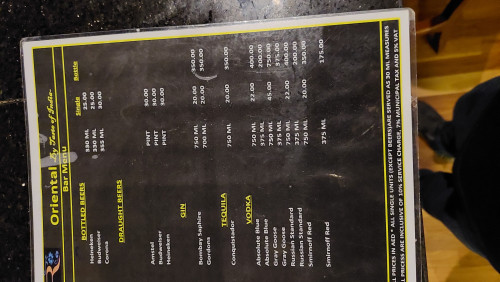 Oriental By Taste of India
Bar Menu
Single Bottle
BOTTLED BEERS
Heineken 330 ML 25.00
Budweiser 330 ML 25.00
Corona 355 ML 30.00
DRAUGHT BEERS
Amstel PINT 30.00
Budweiser PINT 30.00
Heineken PINT 30.00
GIN
Bombay Saphire 750 ML 20.00 350.00
Gordons 700 ML 20.00 350.00
TEQUILA
Conquistador 750 ML 20.00 350.00
VODKA
Absolute Blue 750 ML 22.00 400.00
Absolute Blue 375 ML 200.00
Gray Goose 750 ML 45.00 750.00
Gray Goose 375 ML 375.00
Russian Standard 750 ML 22.00 400.00
Russian Standard 375 ML 200.00
Smirnoff Red 750 ML 20.00 350.00
Smirnoff Red 375 ML 175.00
PRICES IN AED * ALL SINGLE UNITS (EXCEPT BEERS)ARE SERVED AS 30 ML MEASURES
PRICESS ARE INCLUSIVE OF 10% SERVICE CHARGE, 7% MUNICIPAL TAX AND 5% VAT